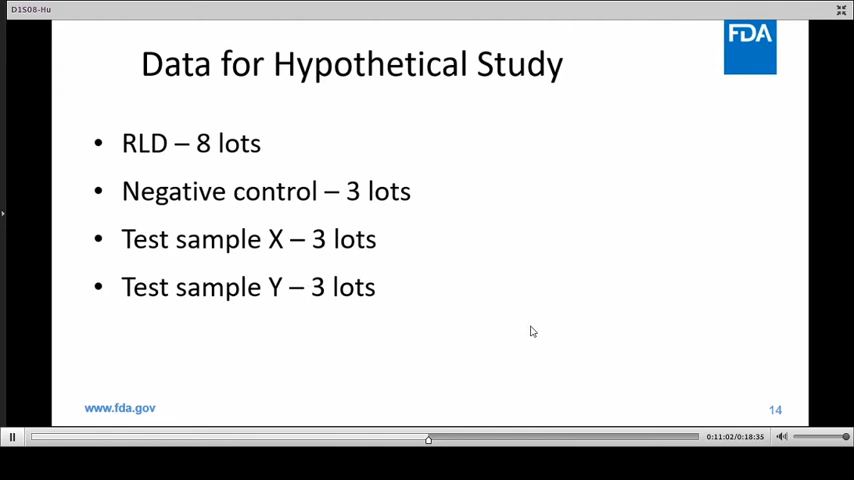 D1S08-Hu
FDA
Data for Hypothetical Study
• RLD – 8 lots
• Negative control – 3 lots
• Test sample X – 3 lots
• Test sample Y – 3 lots
www.fda.gov
14
0:11:02/0:18:35